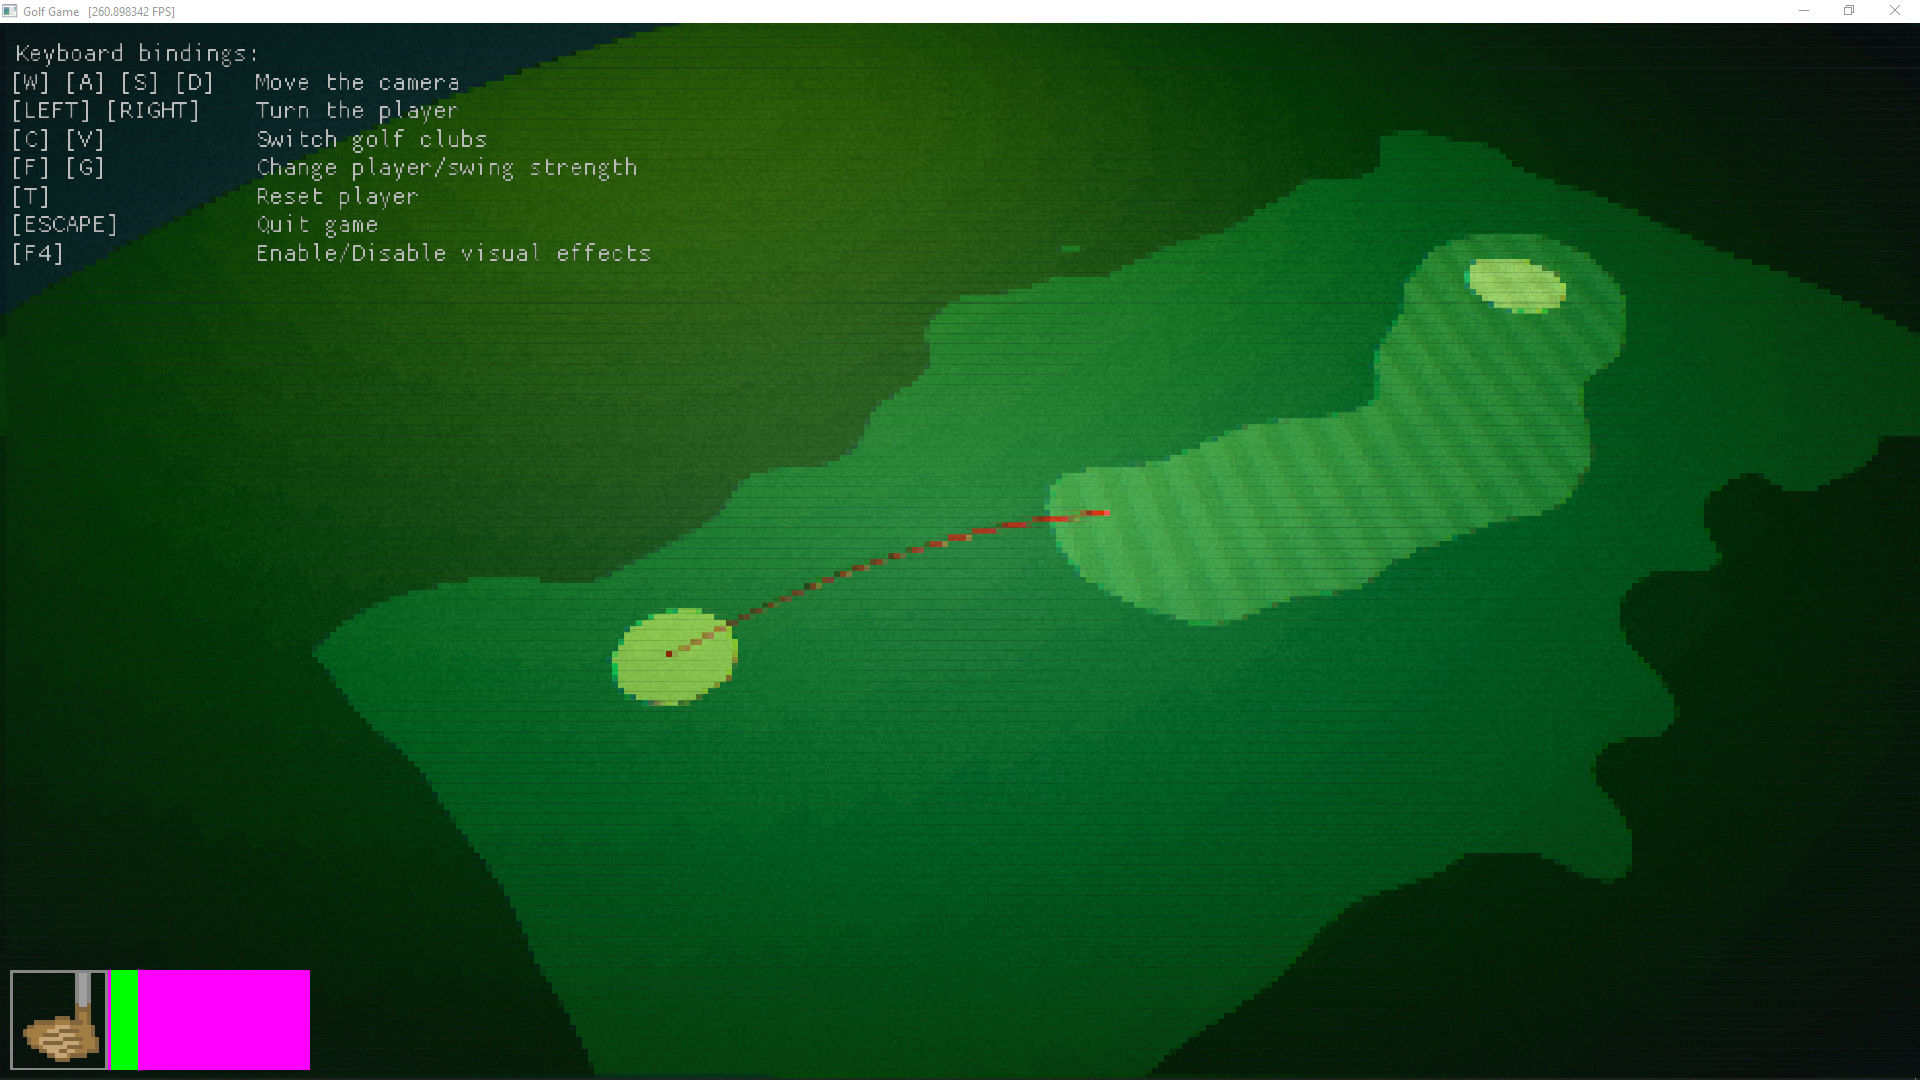 Golf Game [260.898342 FPS]
Keyboard bindings:
[W] [A] [S] [D] Move the camera
[LEFT] [RIGHT] Turn the player
[C] [V] Switch golf clubs
[F] [G] Change player/swing strength
[T] Reset player
[ESCAPE] Quit game
[F4] Enable/Disable visual effects